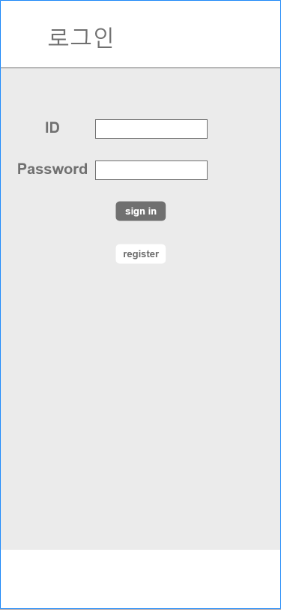 로그인
ID
Password
sign in
register